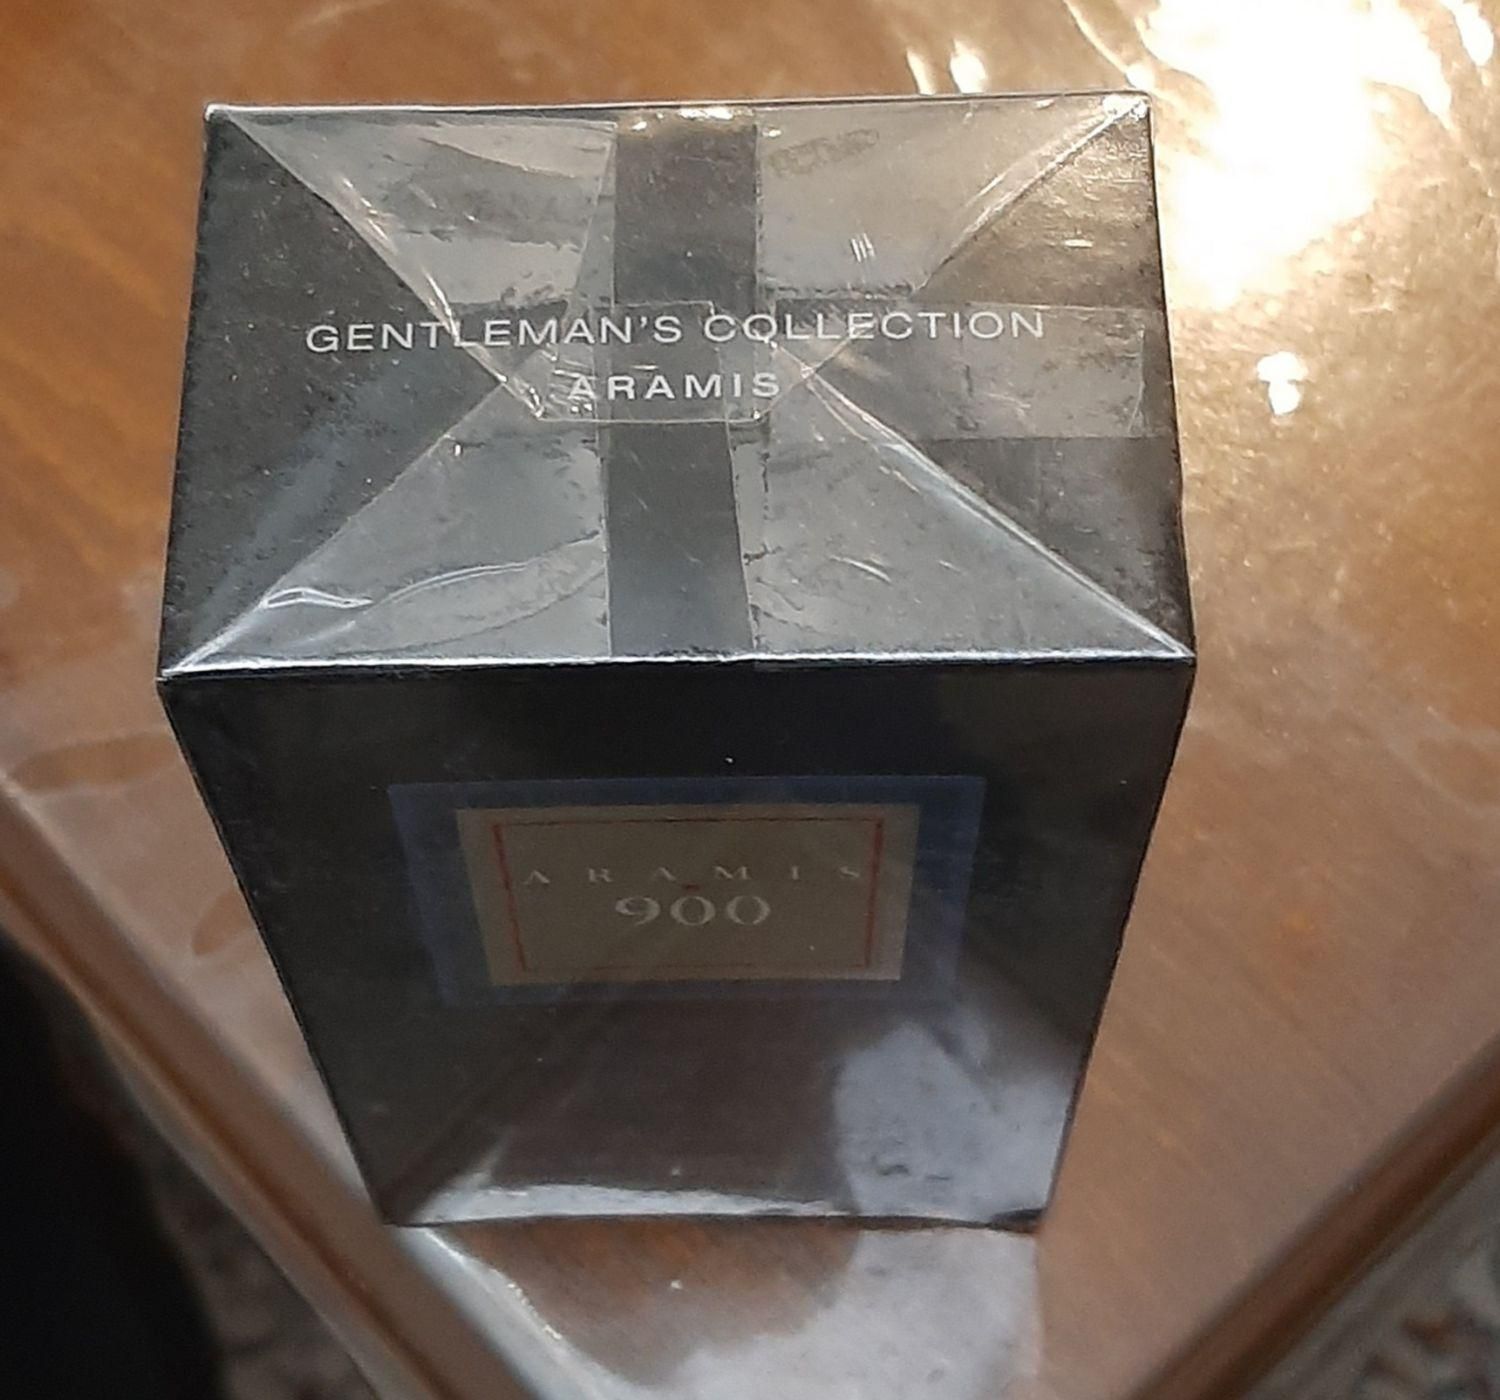 GENTLEMAN'S COLLECTION
ARAMIS
ARAMIS
900